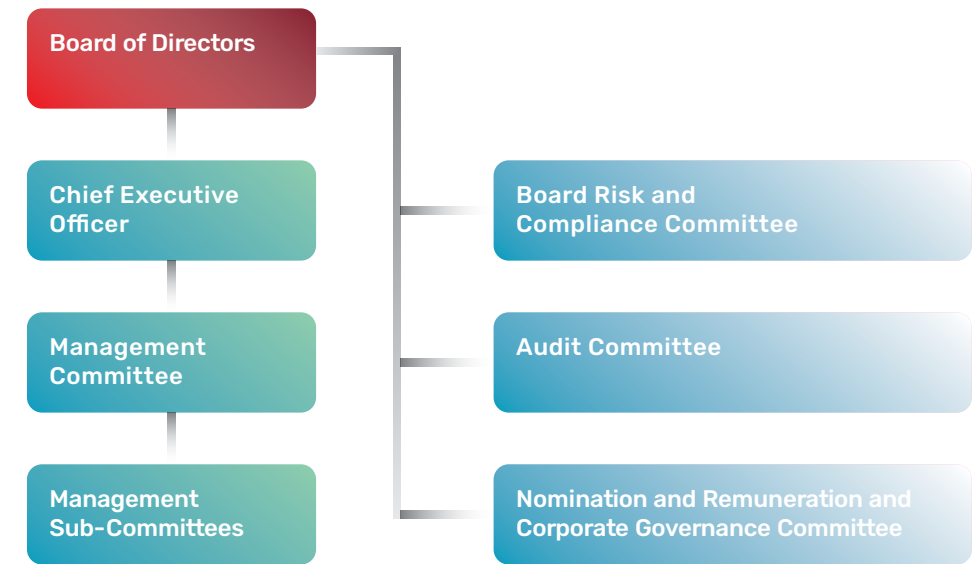 Board of Directors
Chief Executive
Officer
Management
Committee
Management
Sub-Committees
Board Risk and
Compliance Committee
Audit Committee
Nomination and Remuneration and
Corporate Governance Committee